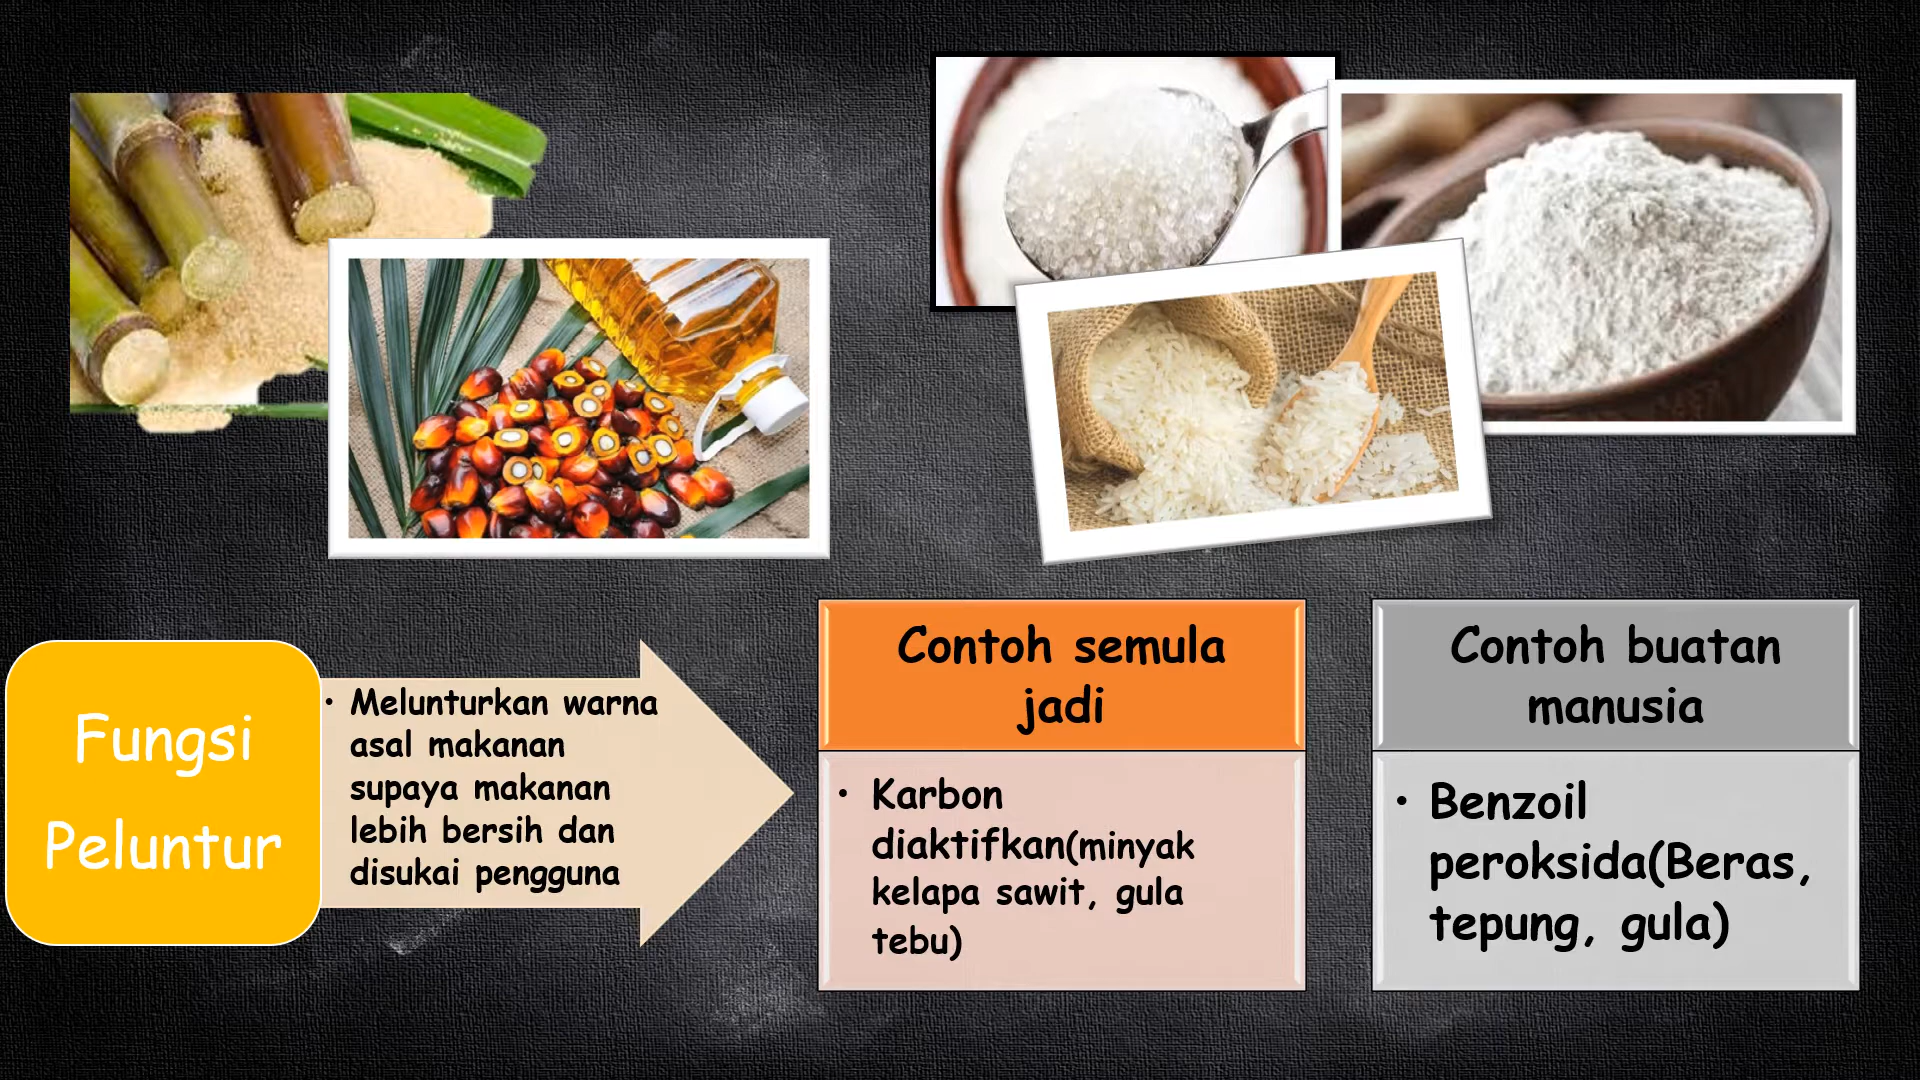 Fungsi
Peluntur
• Melunturkan warna
asal makanan
supaya makanan
lebih bersih dan
disukai pengguna
Contoh semula
jadi
• Karbon
diaktifkan(minyak
kelapa sawit, gula
tebu)
Contoh buatan
manusia
• Benzoil
peroksida(Beras,
tepung, gula)